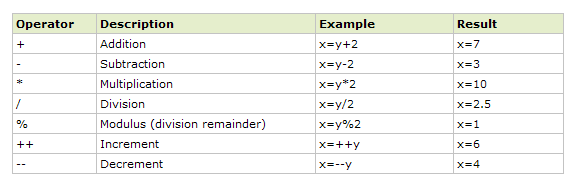 Operator Description Example Result
+ Addition x=y+2 x=7
- Subtraction x=y-2 x=3
* Multiplication x=y*2 x=10
/ Division x=y/2 x=2.5
% Modulus (division remainder) x=y%2 x=1
++ Increment x=++y x=6
-- Decrement x=--y x=4